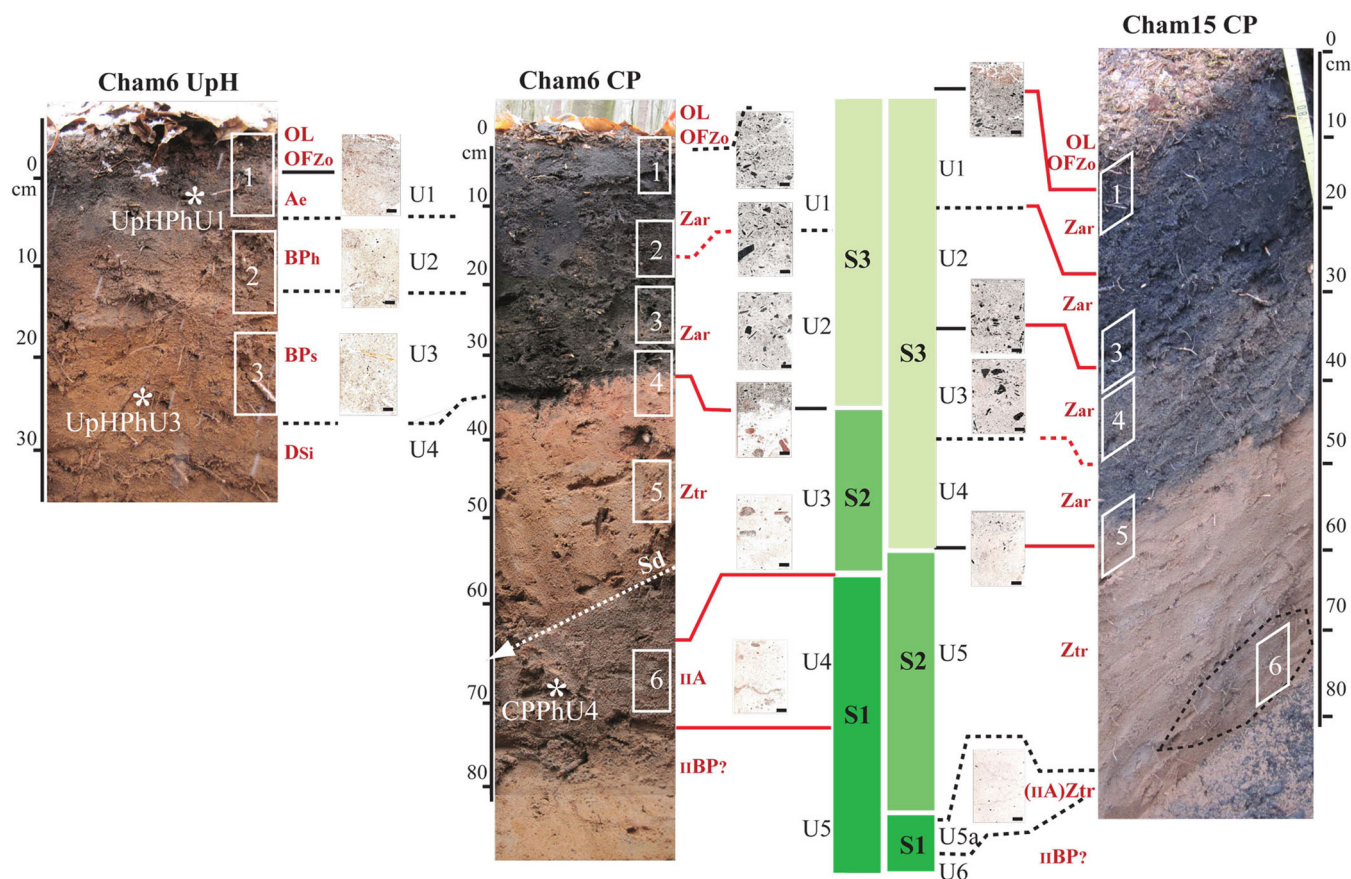 Cham6 UpH
0
cm
10
20
30
1
2
3
UpHPhU1
UpHPhU3
OL
OFZo
Ae
BPh
BPs
DSi
U1
U2
U3
U4
Cham6 CP
0
cm
10
20
30
40
50
60
70
80
1
2
3
4
5
6
Sd
CPPhU4
OL
OFZo
Zar
Zar
Ztr
IIA
IIBP?
U1
U2
U3
U4
U5
S3
S2
S1
S3
S2
S1
U1
U2
U3
U4
U5
U5a
U6
Cham15 CP
OL
OFZo
Zar
Zar
Zar
Zar
Ztr
(IIA)Ztr
IIBP?
1
3
4
5
6
0
cm
10
20
30
40
50
60
70
80